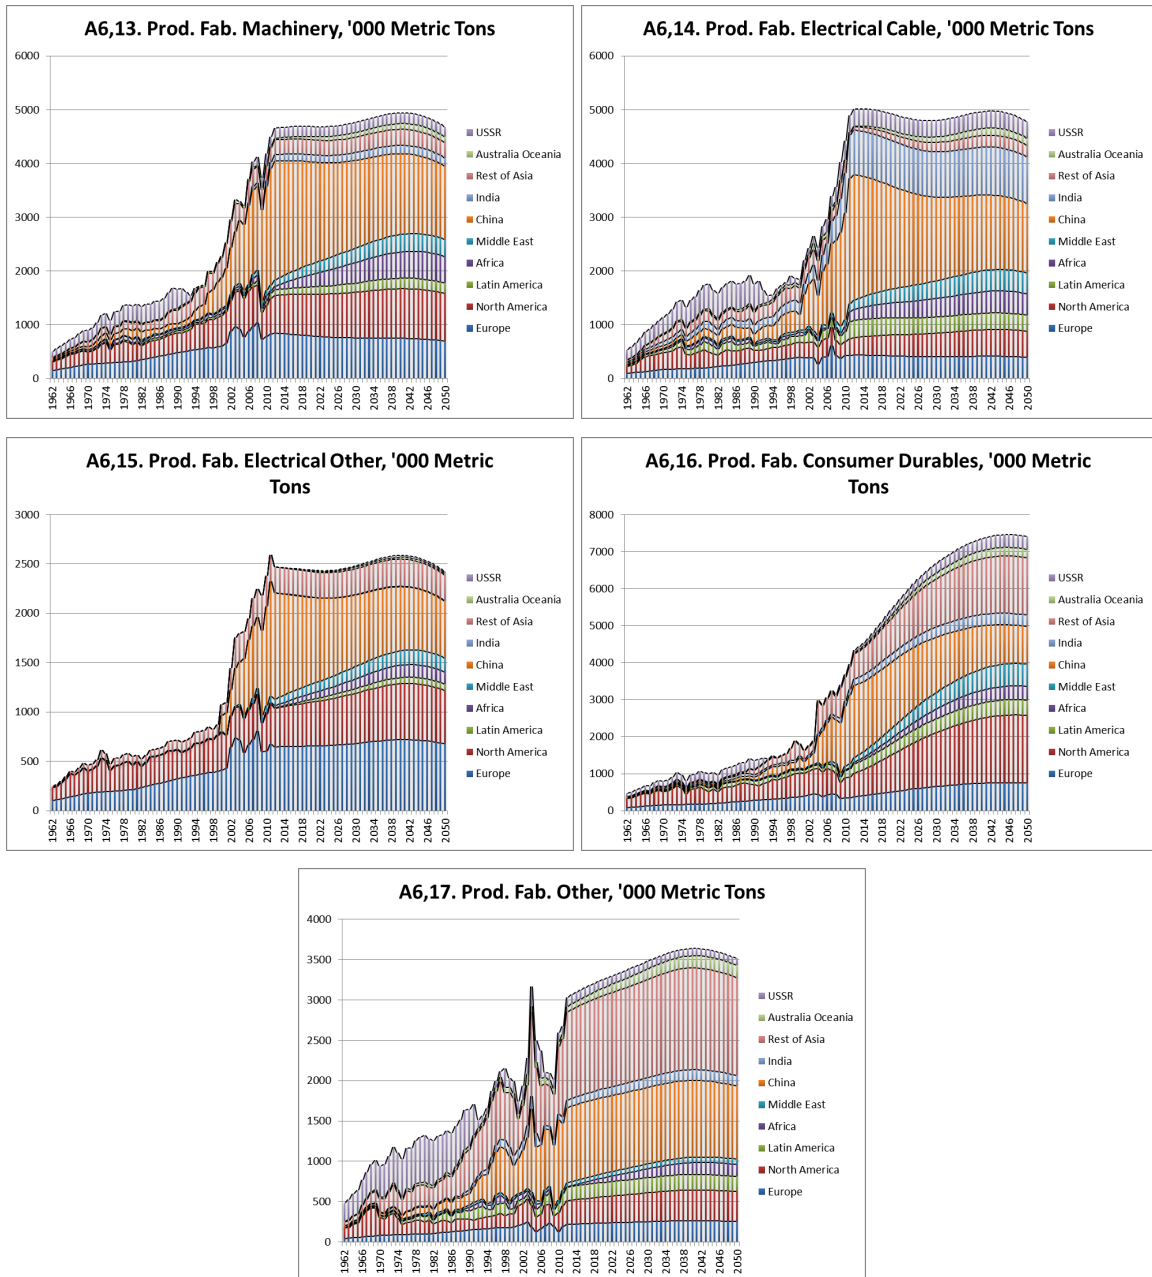 A6,13. Prod. Fab. Machinery, '000 Metric Tons
6000
5000
4000
3000
2000
1000
0
1962 1966 1970 1974 1978 1982 1986 1990 1994 1998 2002 2006 2010 2014 2018 2022 2026 2030 2034 2038 2042 2046 2050
USSR
Australia Oceania
Rest of Asia
India
China
Middle East
Africa
Latin America
North America
Europe
A6,14. Prod. Fab. Electrical Cable, '000 Metric Tons
6000
5000
4000
3000
2000
1000
0
1962 1966 1970 1974 1978 1982 1986 1990 1994 1998 2002 2006 2010 2014 2018 2022 2026 2030 2034 2038 2042 2046 2050
USSR
Australia Oceania
Rest of Asia
India
China
Middle East
Africa
Latin America
North America
Europe
A6,15. Prod. Fab. Electrical Other, '000 Metric
Tons
3000
2500
2000
1500
1000
500
0
1962 1966 1970 1974 1978 1982 1986 1990 1994 1998 2002 2006 2010 2014 2018 2022 2026 2030 2034 2038 2042 2046 2050
USSR
Australia Oceania
Rest of Asia
India
China
Middle East
Africa
Latin America
North America
Europe
A6,16. Prod. Fab. Consumer Durables, '000 Metric
Tons
8000
7000
6000
5000
4000
3000
2000
1000
0
1962 1966 1970 1974 1978 1982 1986 1990 1994 1998 2002 2006 2010 2014 2018 2022 2026 2030 2034 2038 2042 2046 2050
USSR
Australia Oceania
Rest of Asia
India
China
Middle East
Africa
Latin America
North America
Europe
A6,17. Prod. Fab. Other, '000 Metric Tons
4000
3500
3000
2500
2000
1500
1000
500
0
1962 1966 1970 1974 1978 1982 1986 1990 1994 1998 2002 2006 2010 2014 2018 2022 2026 2030 2034 2038 2042 2046 2050
USSR
Australia Oceania
Rest of Asia
India
China
Middle East
Africa
Latin America
North America
Europe